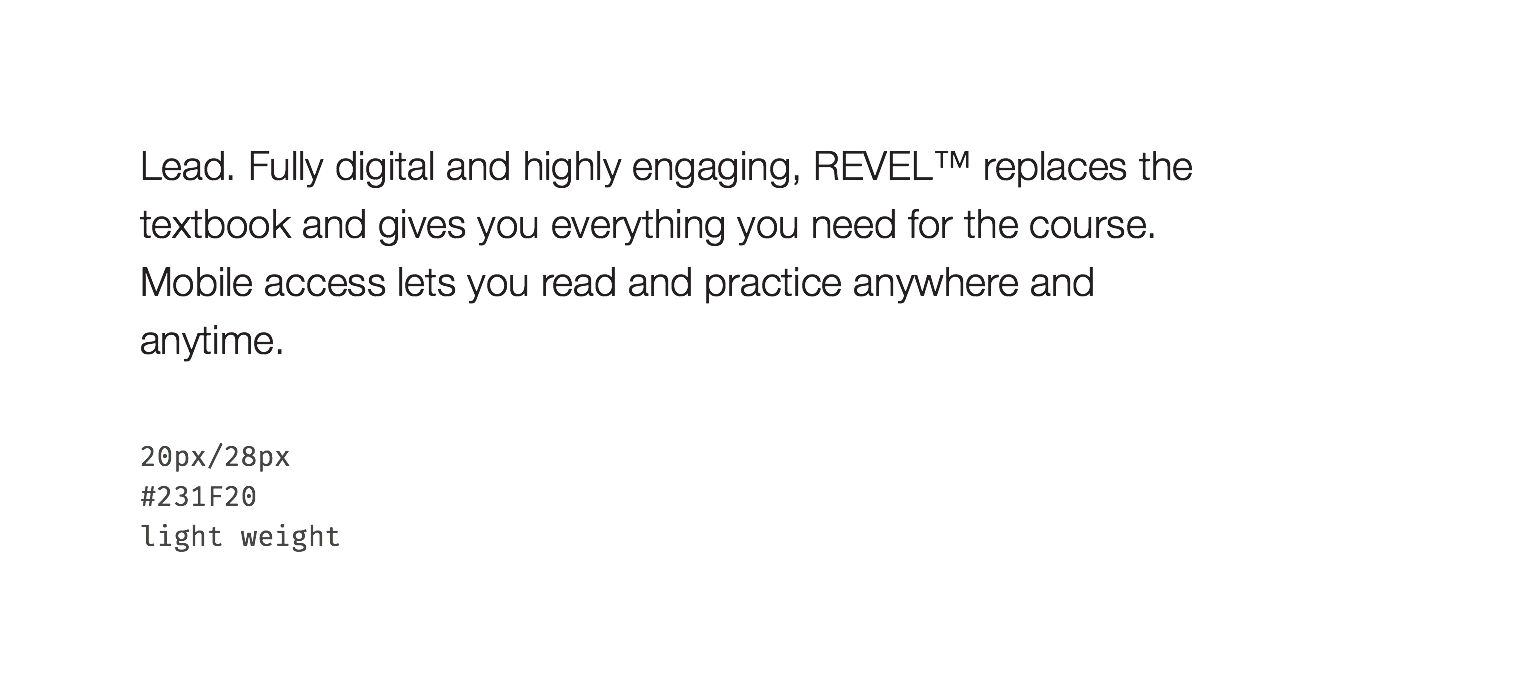 Lead. Fully digital and highly engaging, REVEL™ replaces the
textbook and gives you everything you need for the course.
Mobile access lets you read and practice anywhere and
anytime.
20px/28px
#231F20
light weight